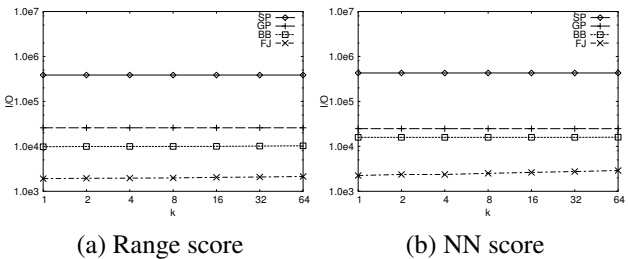 1.0e7
1.0e6
1.0e5
1.0e4
1.0e3
I/O
SP
GP
BB
FJ
1 2 4 8 16 32 64
k
(a) Range score
1.0e7
1.0e6
1.0e5
1.0e4
1.0e3
I/O
SP
GP
BB
FJ
1 2 4 8 16 32 64
k
(b) NN score